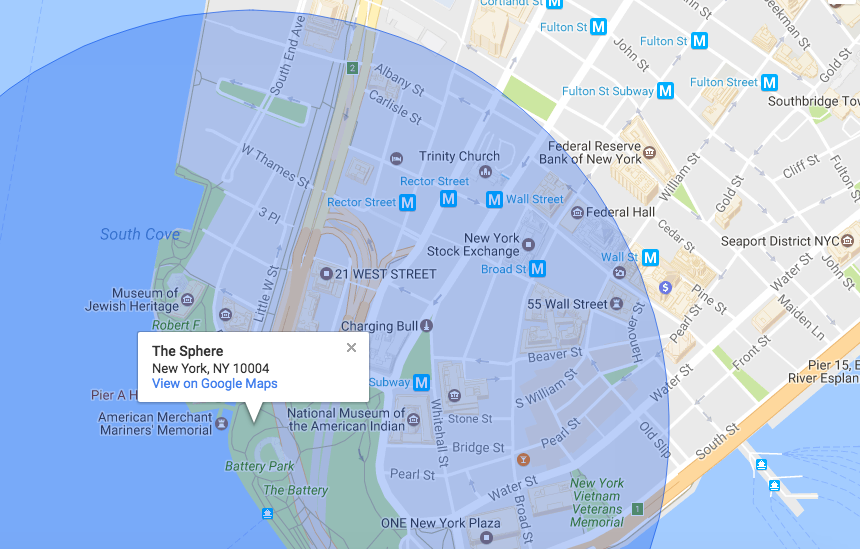 Cortlandt St
Fulton St
Fulton St
John St
Beekman St
Gold St
South End Ave
2
Albany St
Carlisle St
Fulton St Subway
Fulton Street
Southbridge Tow
W Thames St
Trinity Church
Federal Reserve
Bank of New York
Cliff St
Fulton St
Rector Street
Rector Street
Wall Street
William St
Gold St
3 Pl
Federal Hall
South Cove
New York
Stock Exchange
Cedar St
Seaport District NYC
Wall St
21 WEST STREET
Broad St
Water St
John St
Museum of
Jewish Heritage
Little W St
55 Wall Street
Pine St
Maiden Ln
Robert F
Charging Bull
Hanover St
Pearl St
The Sphere
New York, NY 10004
View on Google Maps
Beaver St
Front St
Pier 15, E
River Esplan
Subway
Water St
Pier A H
S William St
American Merchant
Mariners' Memorial
National Museum of
the American Indian
Whitehall St
Stone St
Pearl St
Old Slip
South St
Bridge St
Battery Park
Pearl St
The Battery
Water St
Broad St
New York
Vietnam
Veterans
Memorial
1
ONE New York Plaza